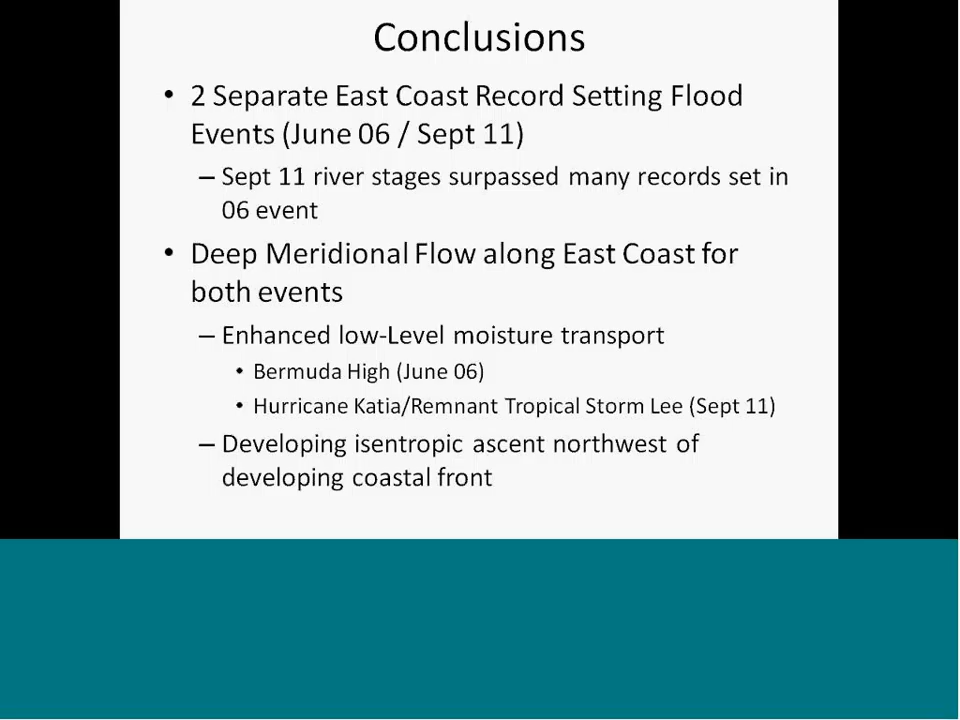 Conclusions
• 2 Separate East Coast Record Setting Flood
Events (June 06 / Sept 11)
– Sept 11 river stages surpassed many records set in
06 event
• Deep Meridional Flow along East Coast for
both events
– Enhanced low-Level moisture transport
• Bermuda High (June 06)
• Hurricane Katia/Remnant Tropical Storm Lee (Sept 11)
– Developing isentropic ascent northwest of
developing coastal front